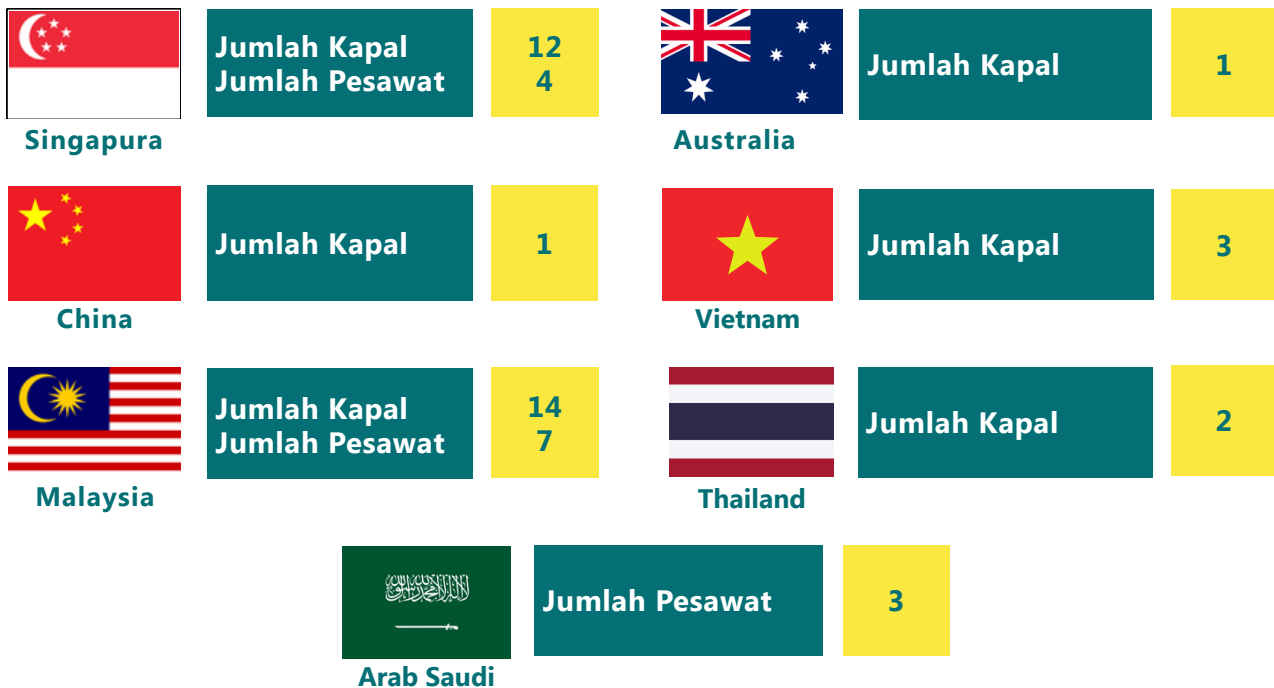 Jumlah Kapal
Jumlah Pesawat
12
4
Singapura
Jumlah Kapal
1
Australia
Jumlah Kapal
1
China
Jumlah Kapal
3
Vietnam
Jumlah Kapal
Jumlah Pesawat
14
7
Malaysia
Jumlah Kapal
2
Thailand
Jumlah Pesawat
3
Arab Saudi